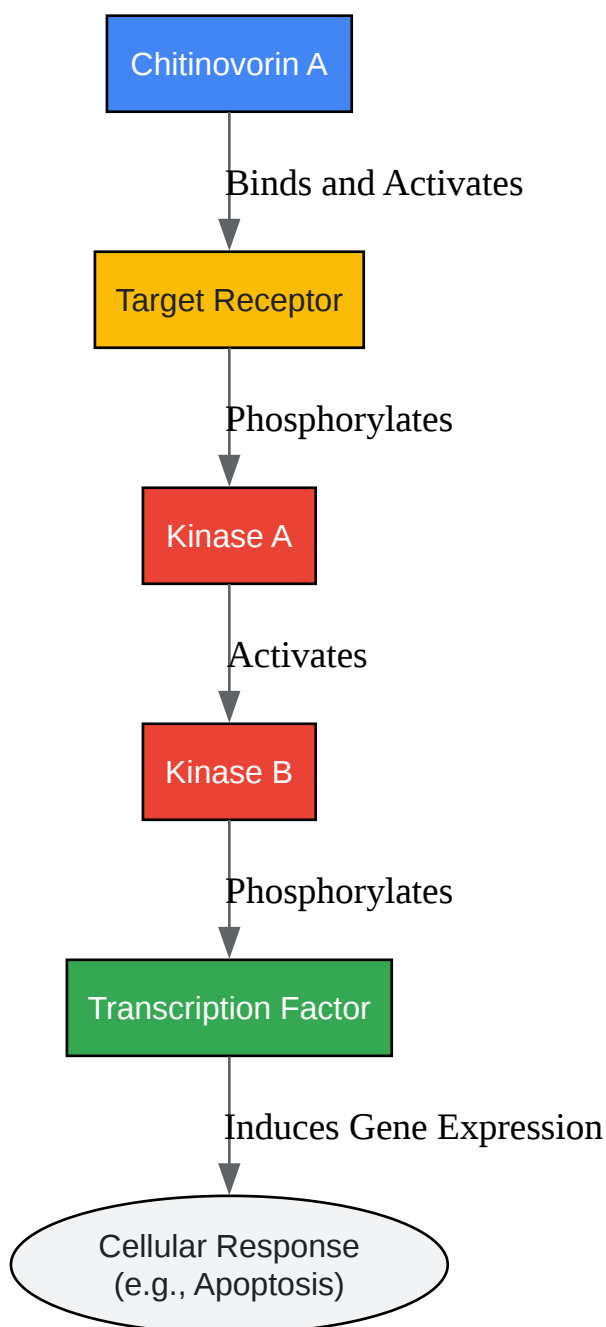 Chitinovorin A
Binds and Activates
Target Receptor
Phosphorylates
Kinase A
Activates
Kinase B
Phosphorylates
Transcription Factor
Induces Gene Expression
Cellular Response
(e.g., Apoptosis)